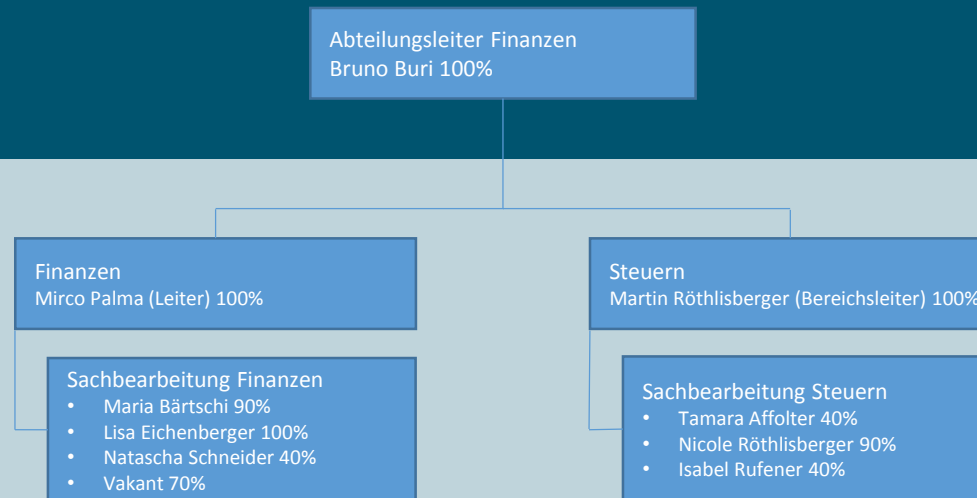 Abteilungsleiter Finanzen
Bruno Buri 100%
Finanzen
Mirco Palma (Leiter) 100%
Sachbearbeitung Finanzen
• Maria Bärtschi 90%
• Lisa Eichenberger 100%
• Natascha Schneider 40%
• Vakant 70%
Steuern
Martin Röthlisberger (Bereichsleiter) 100%
Sachbearbeitung Steuern
• Tamara Affolter 40%
• Nicole Röthlisberger 90%
• Isabel Rufener 40%